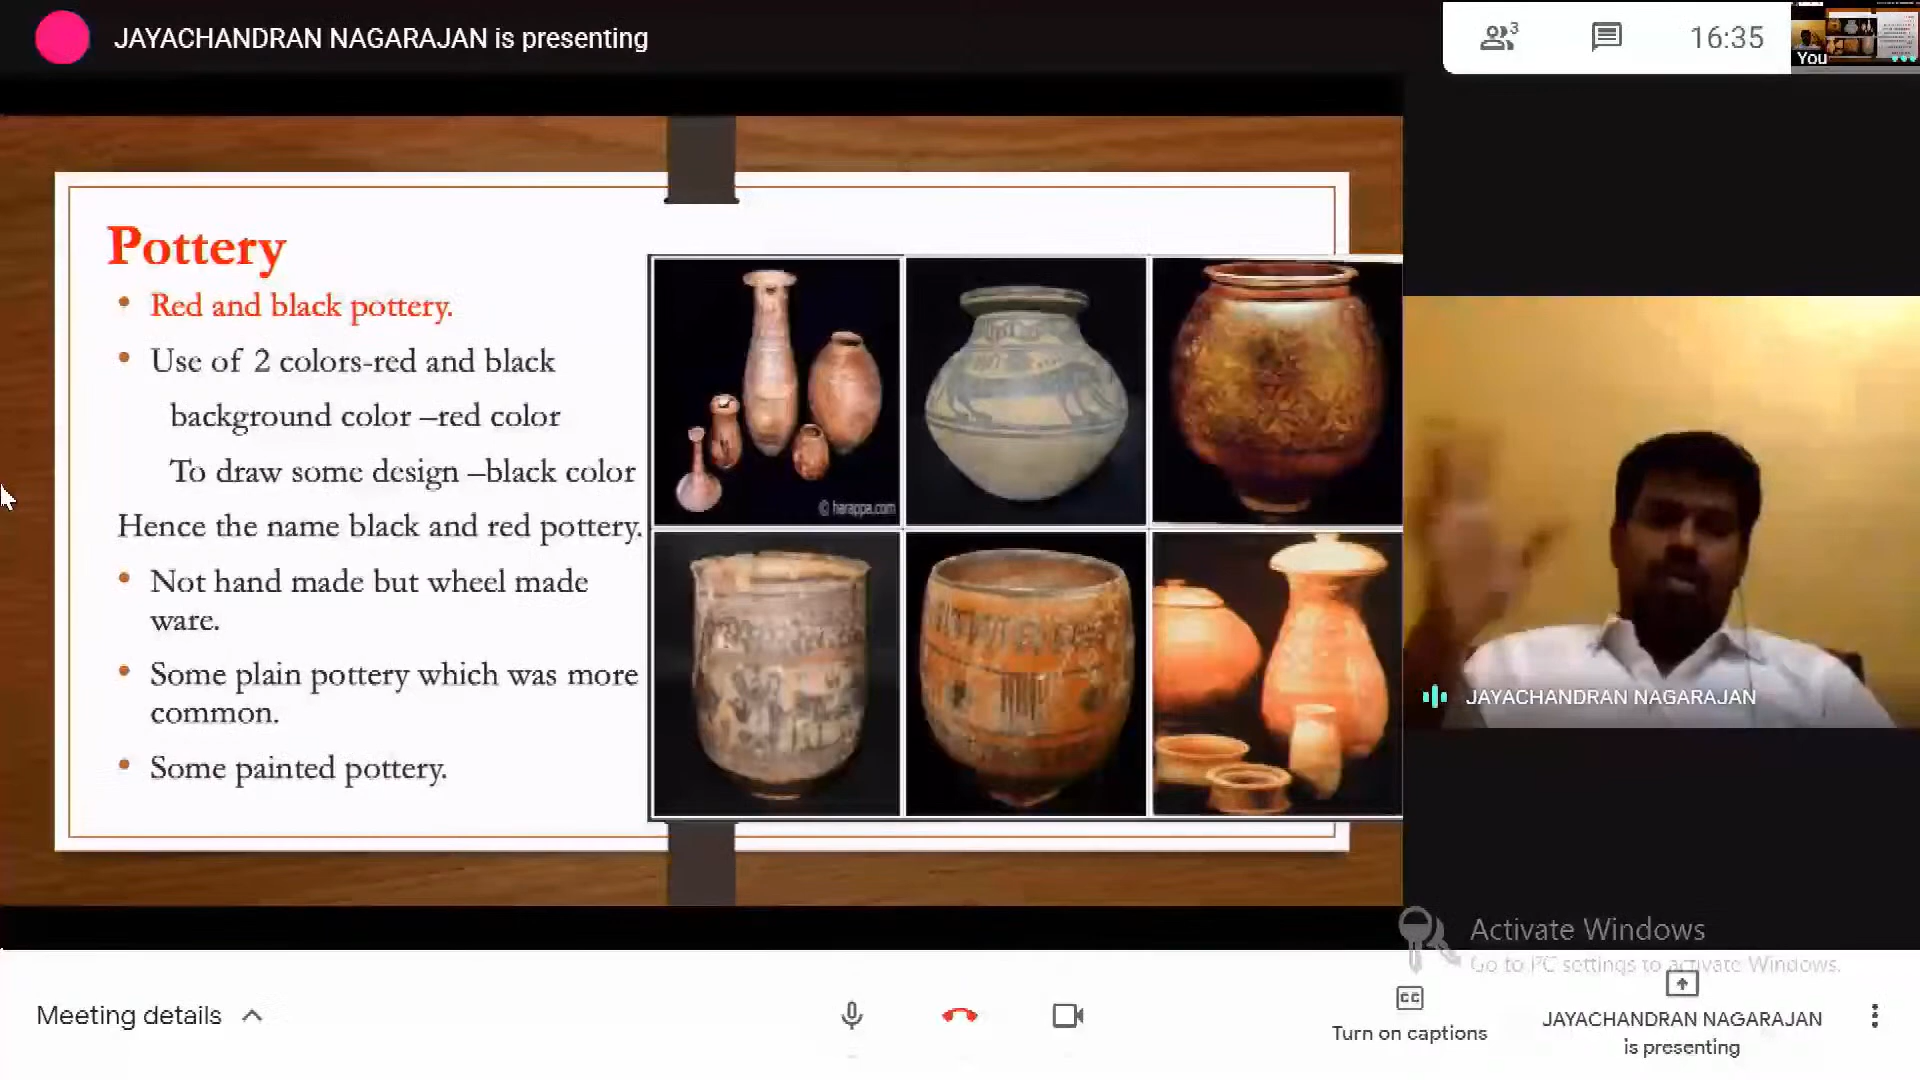 JAYACHANDRAN NAGARAJAN is presenting
3
16:35
You
Pottery
• Red and black pottery.
• Use of 2 colors-red and black
background color –red color
To draw some design –black color
Hence the name black and red pottery.
• Not hand made but wheel made
ware.
• Some plain pottery which was more
common.
• Some painted pottery.
© harappa.com
JAYACHANDRAN NAGARAJAN
Activate Windows
Go to PC settings to activate Windows.
Meeting details
CC
Turn on captions
JAYACHANDRAN NAGARAJAN
is presenting